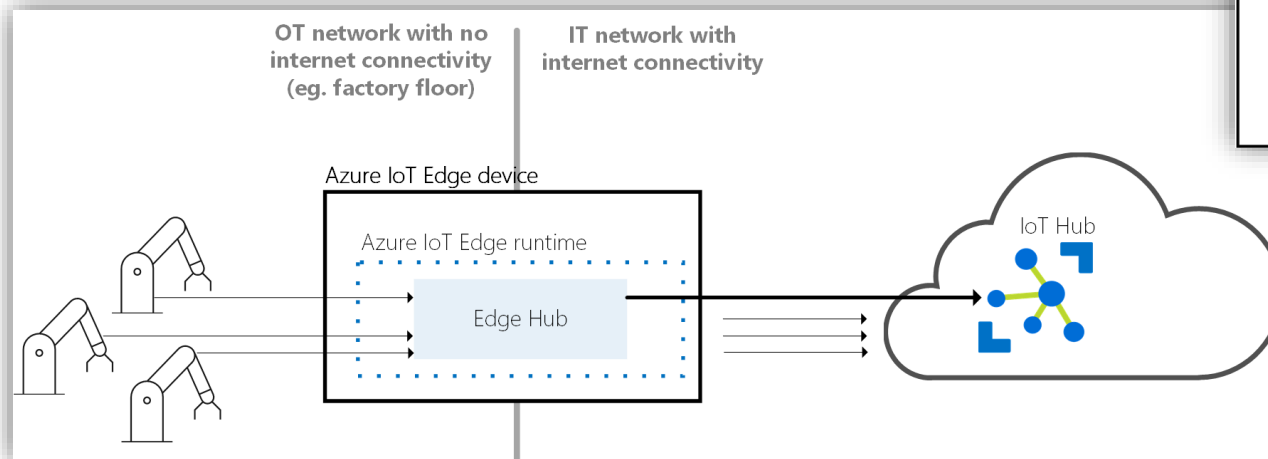 OT network with no
internet connectivity
(eg. factory floor)
IT network with
internet connectivity
Azure IoT Edge device
Azure IoT Edge runtime
Edge Hub
IoT Hub